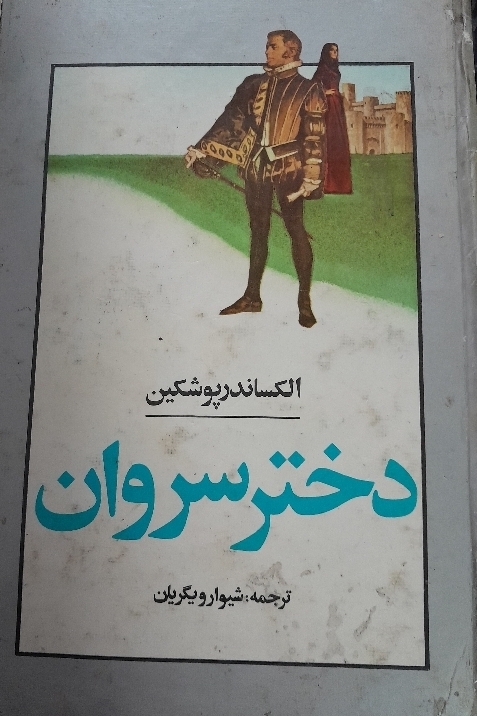 الکساندر پوشکین
دختر سروان
ترجمه: شیوا رویگریان